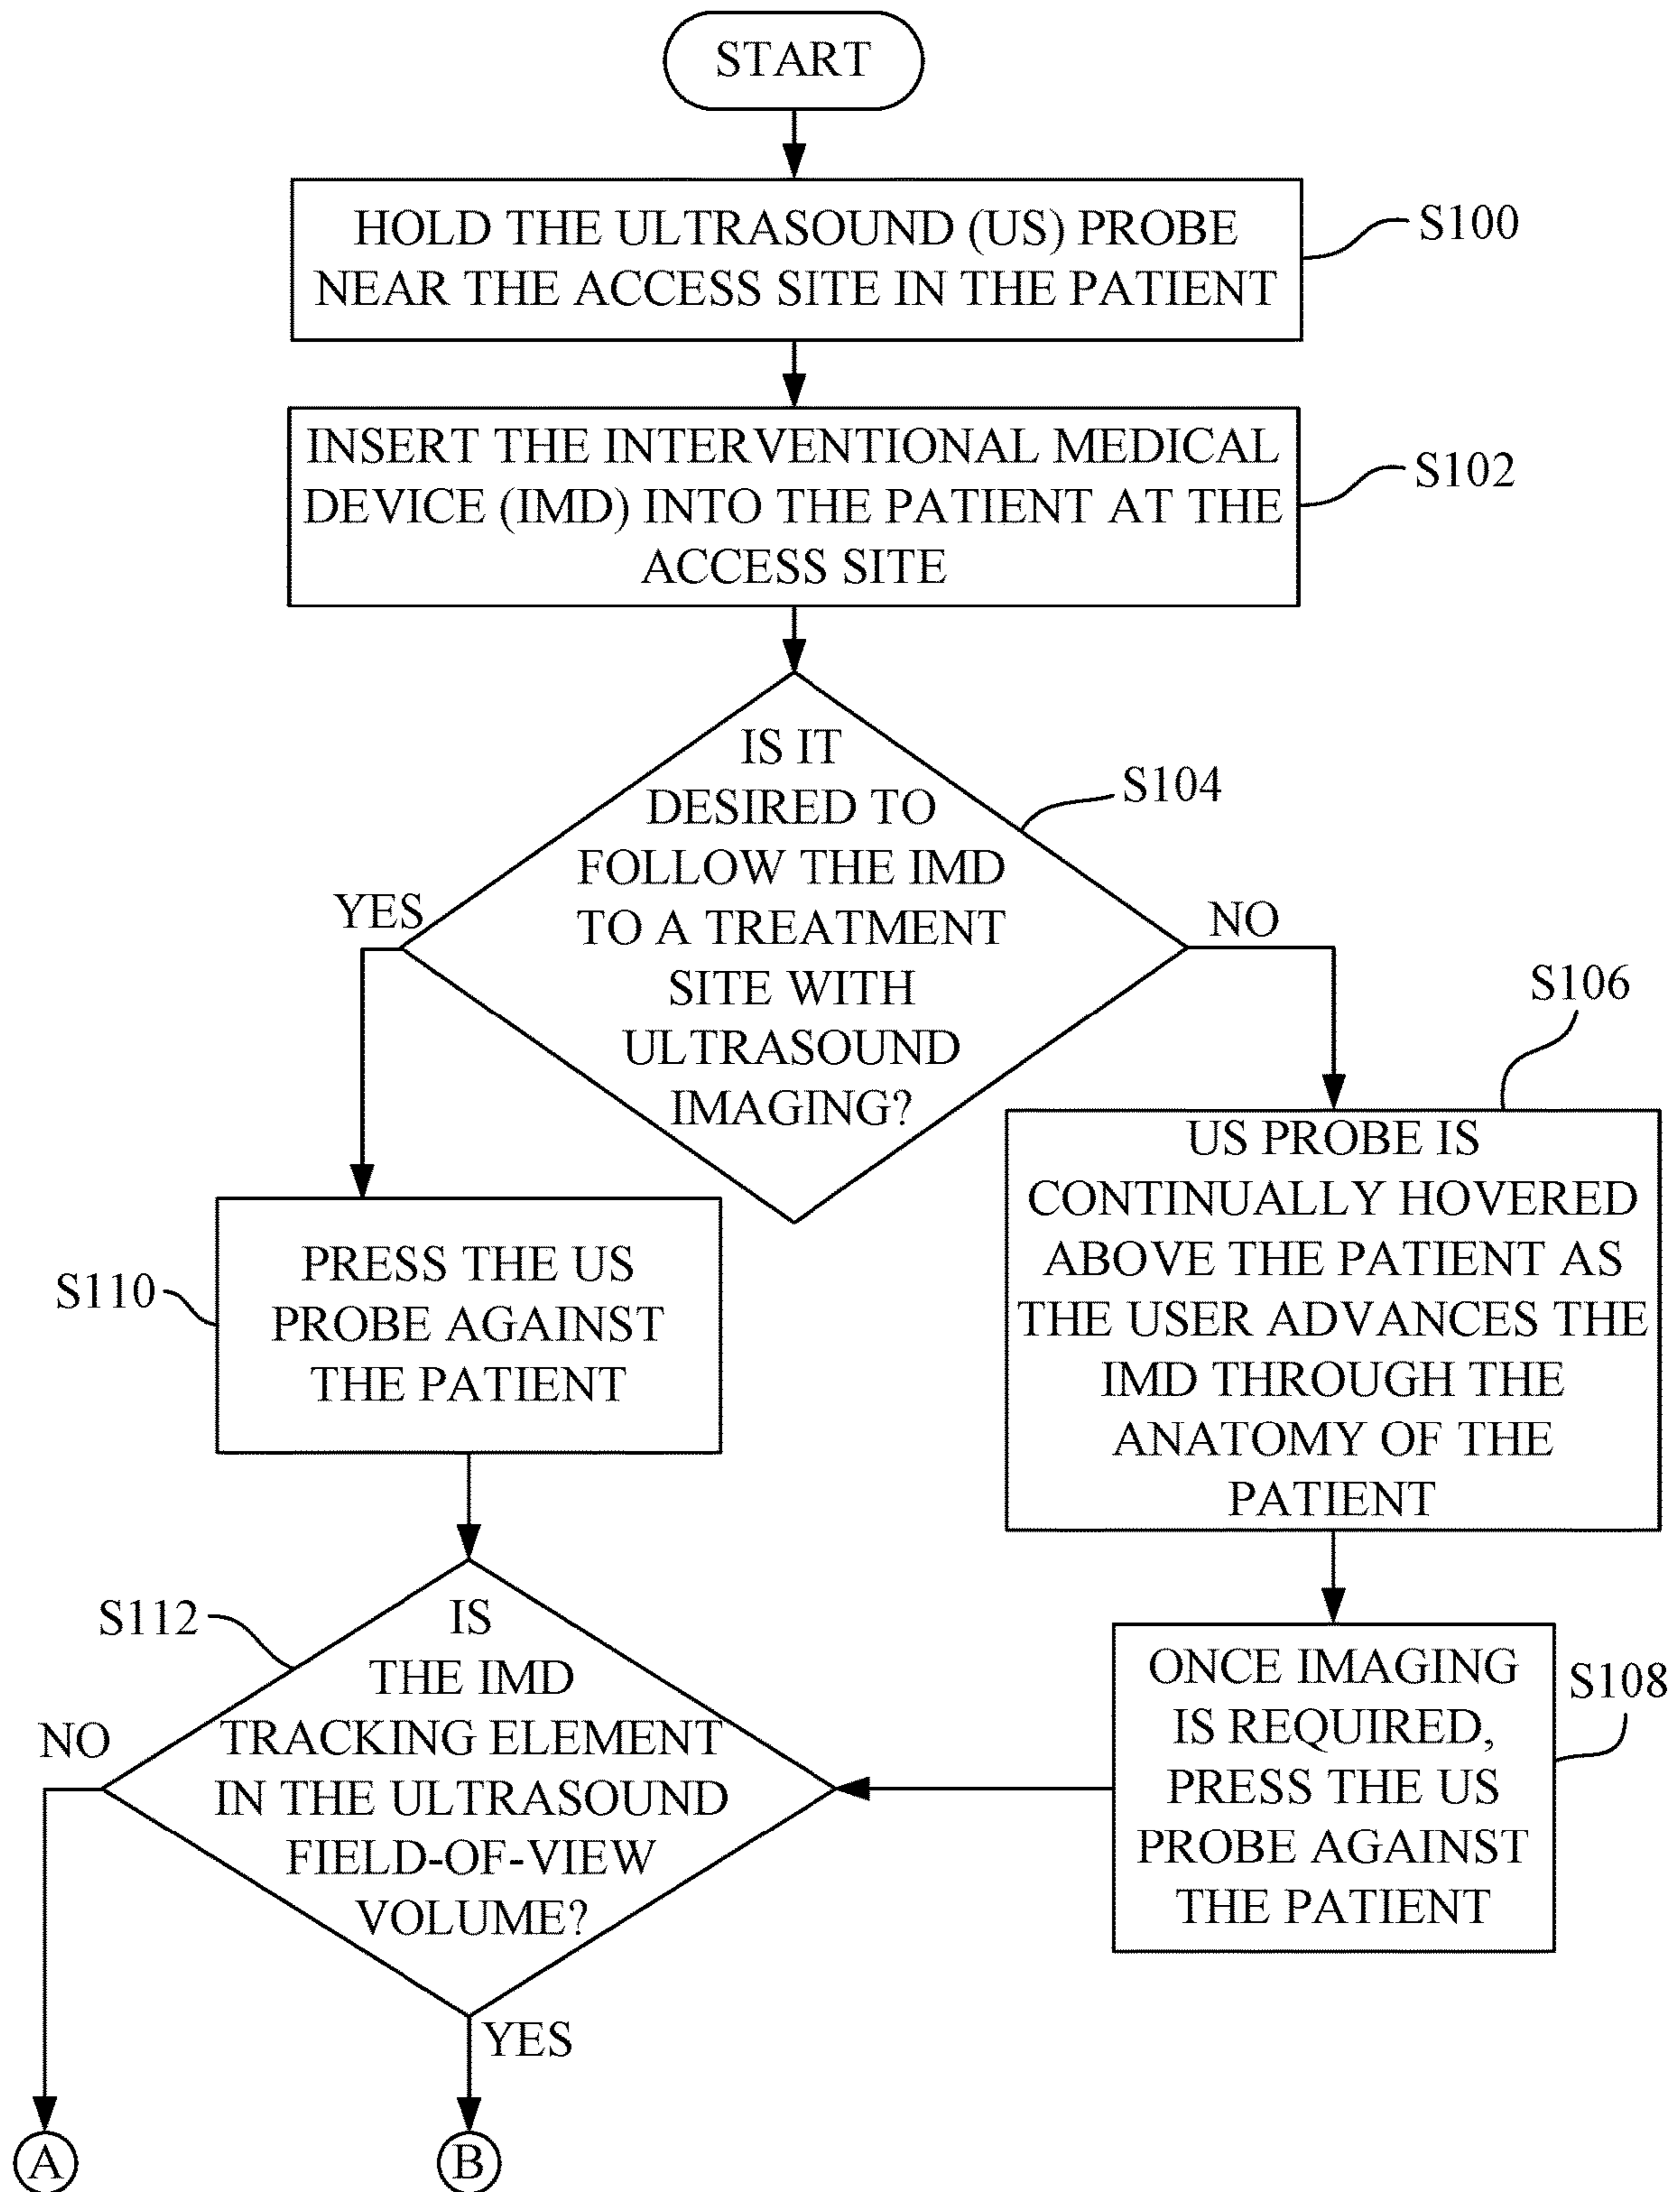 START
HOLD THE ULTRASOUND (US) PROBE
NEAR THE ACCESS SITE IN THE PATIENT
S100
INSERT THE INTERVENTIONAL MEDICAL
DEVICE (IMD) INTO THE PATIENT AT THE
ACCESS SITE
S102
IS IT
DESIRED TO
FOLLOW THE IMD
TO A TREATMENT
SITE WITH
ULTRASOUND
IMAGING?
S104
YES
NO
S106
US PROBE IS
CONTINUALLY HOVERED
ABOVE THE PATIENT AS
THE USER ADVANCES THE
IMD THROUGH THE
ANATOMY OF THE
PATIENT
S110
PRESS THE US
PROBE AGAINST
THE PATIENT
S112
IS
THE IMD
TRACKING ELEMENT
IN THE ULTRASOUND
FIELD-OF-VIEW
VOLUME?
NO
YES
S108
ONCE IMAGING
IS REQUIRED,
PRESS THE US
PROBE AGAINST
THE PATIENT
A
B